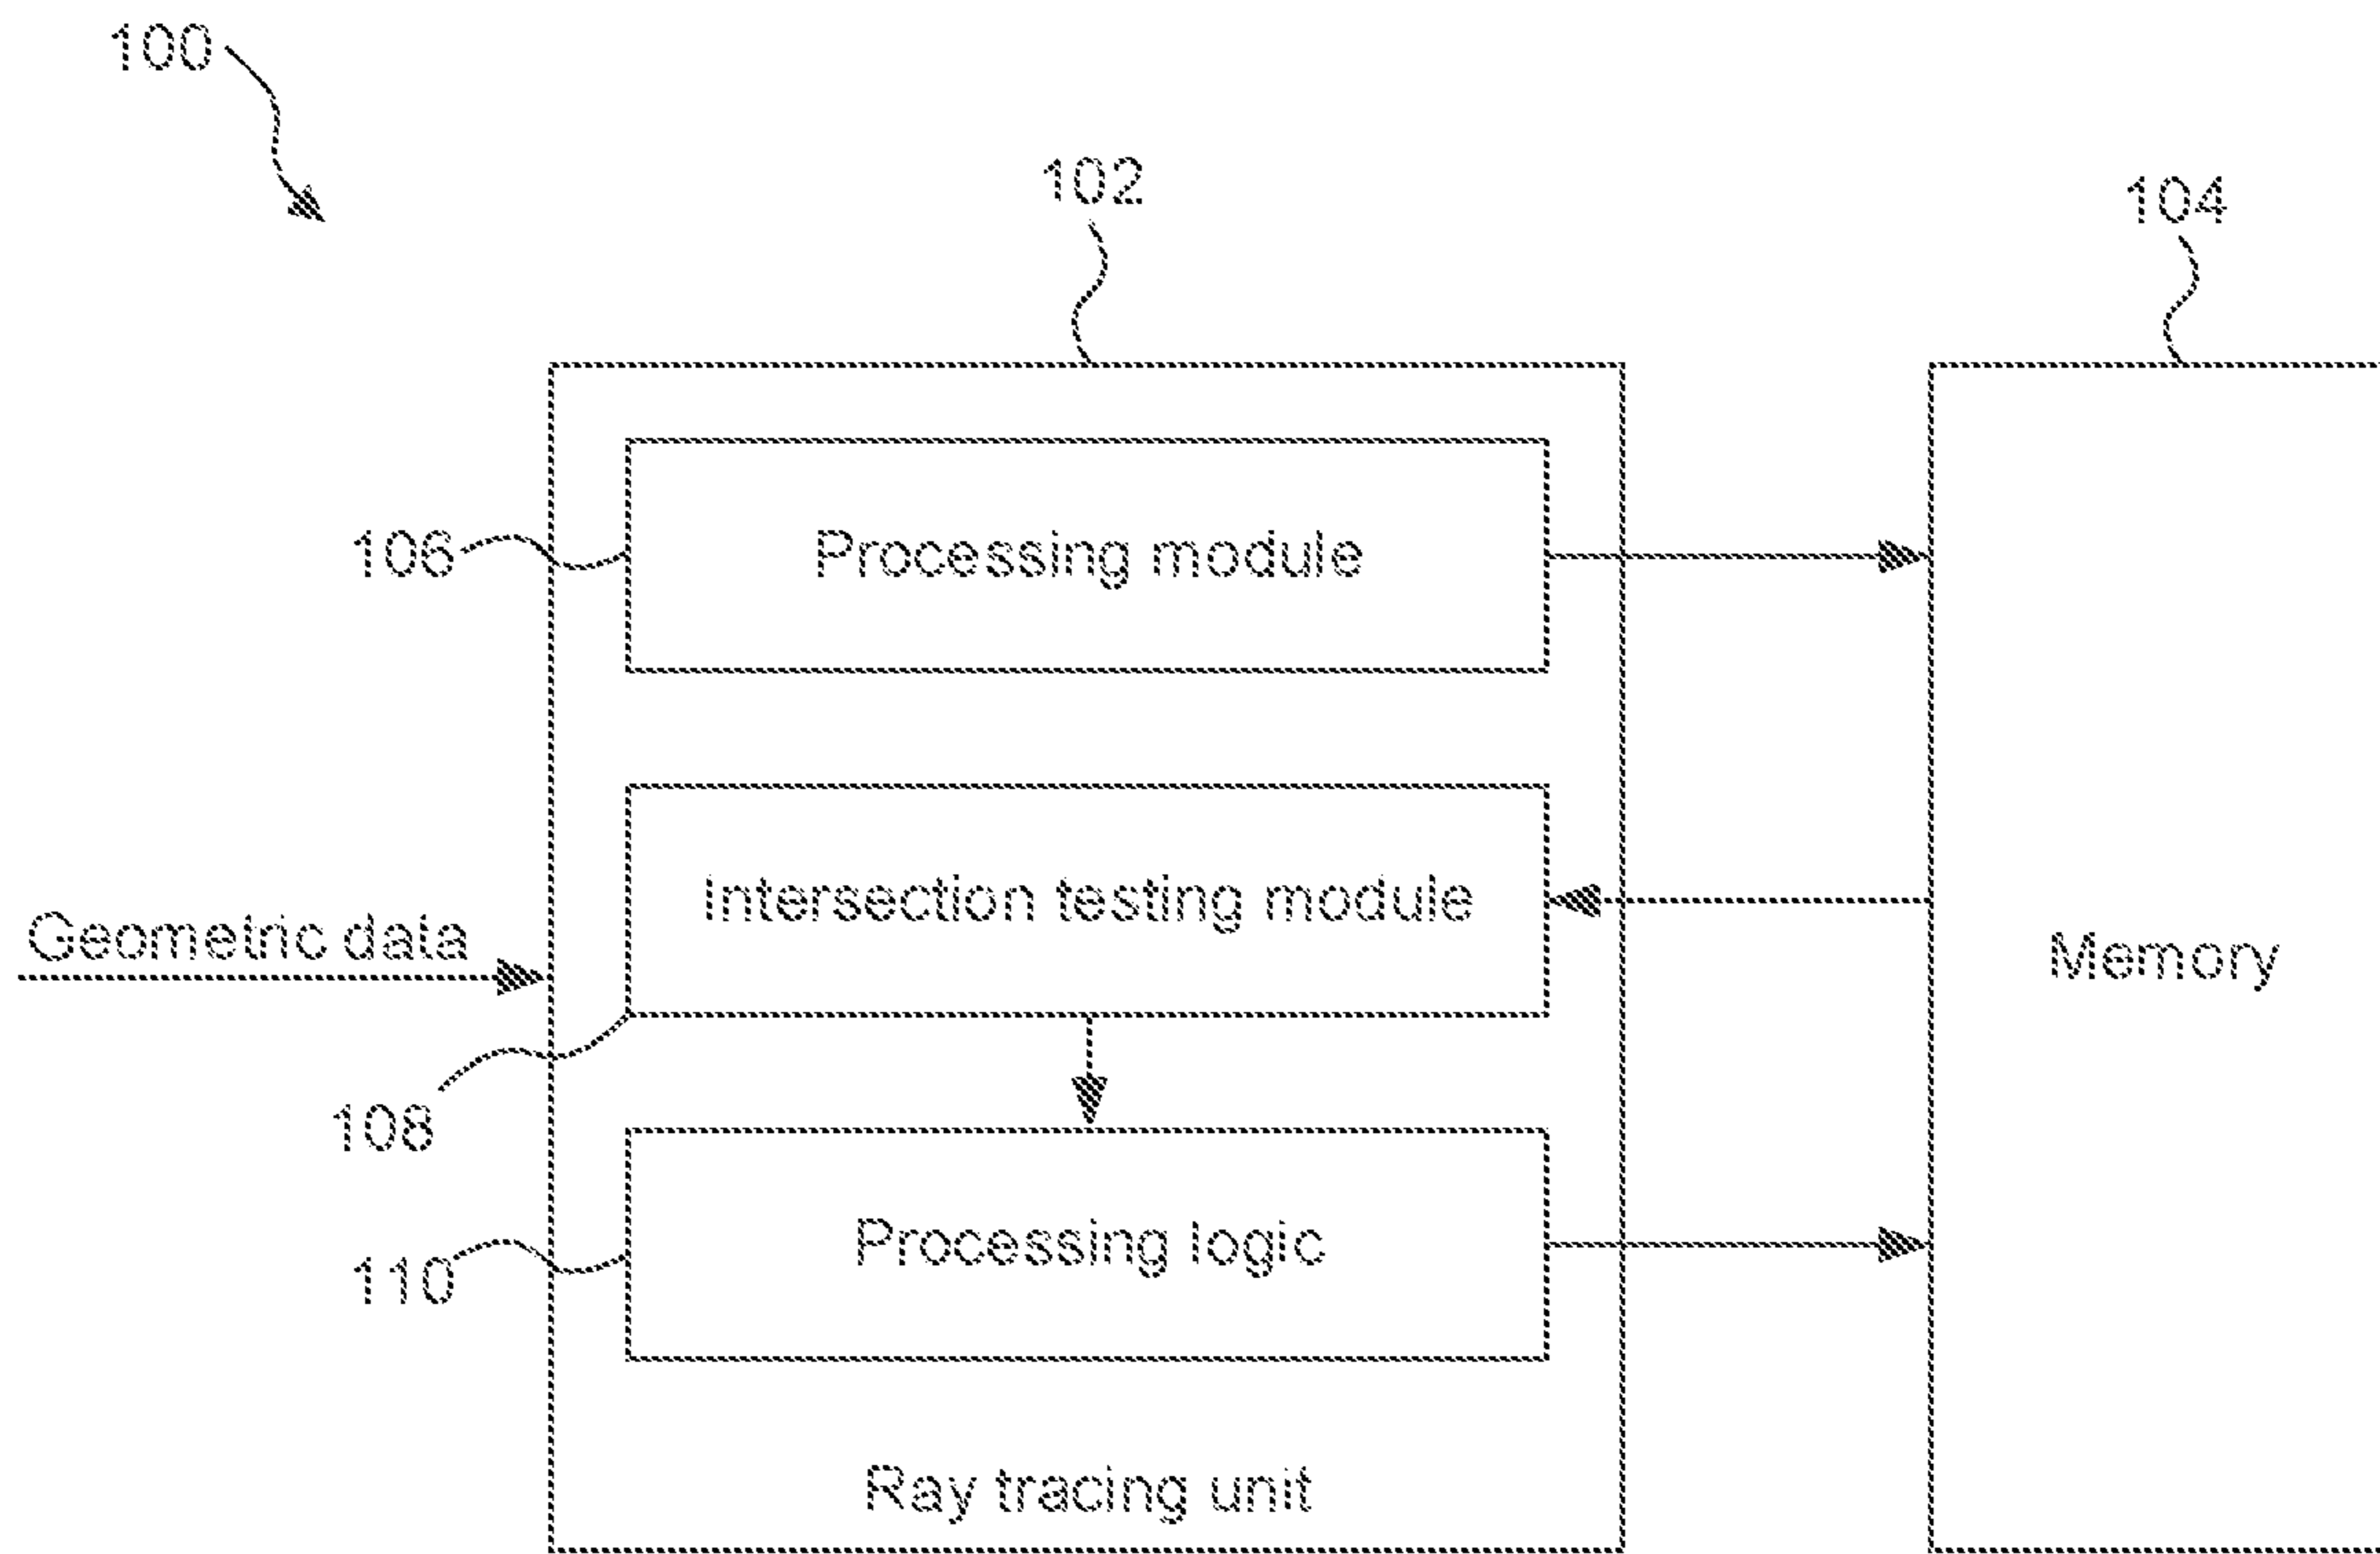 100
102
104
106
Processing module
Intersection testing module
Geometric data
Memory
108
Processing logic
110
Ray tracing unit